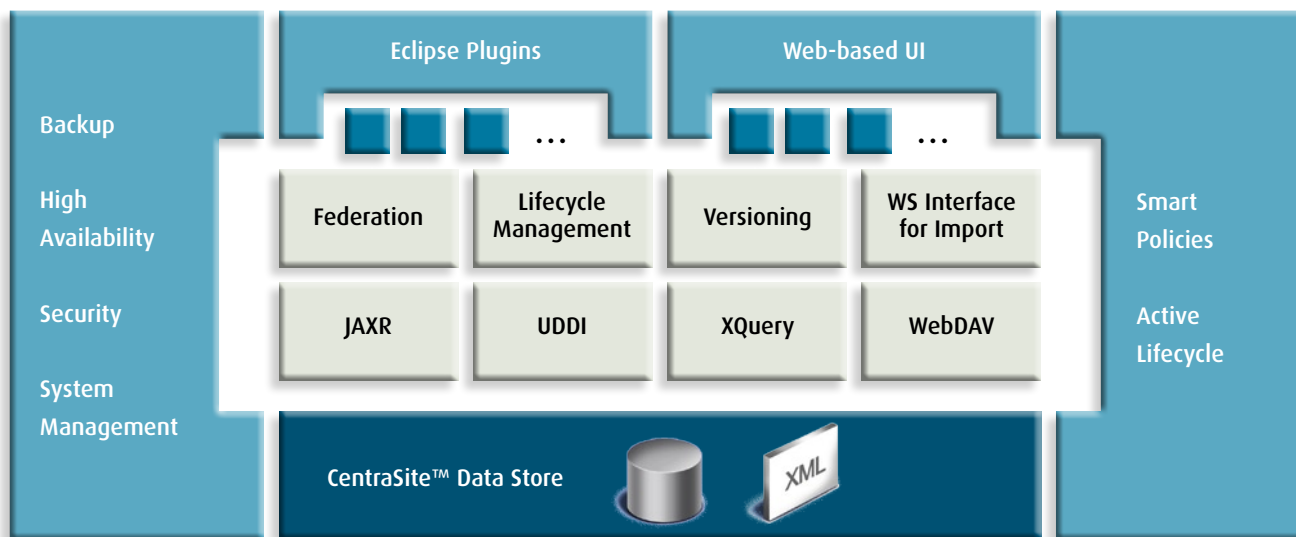 Eclipse Plugins
Web-based UI
Backup
High
Availability
Security
System
Management
...
...
Federation
Lifecycle
Management
Versioning
WS Interface
for Import
JAXR
UDDI
XQuery
WebDAV
Smart
Policies
Active
Lifecycle
CentraSite™ Data Store
XML